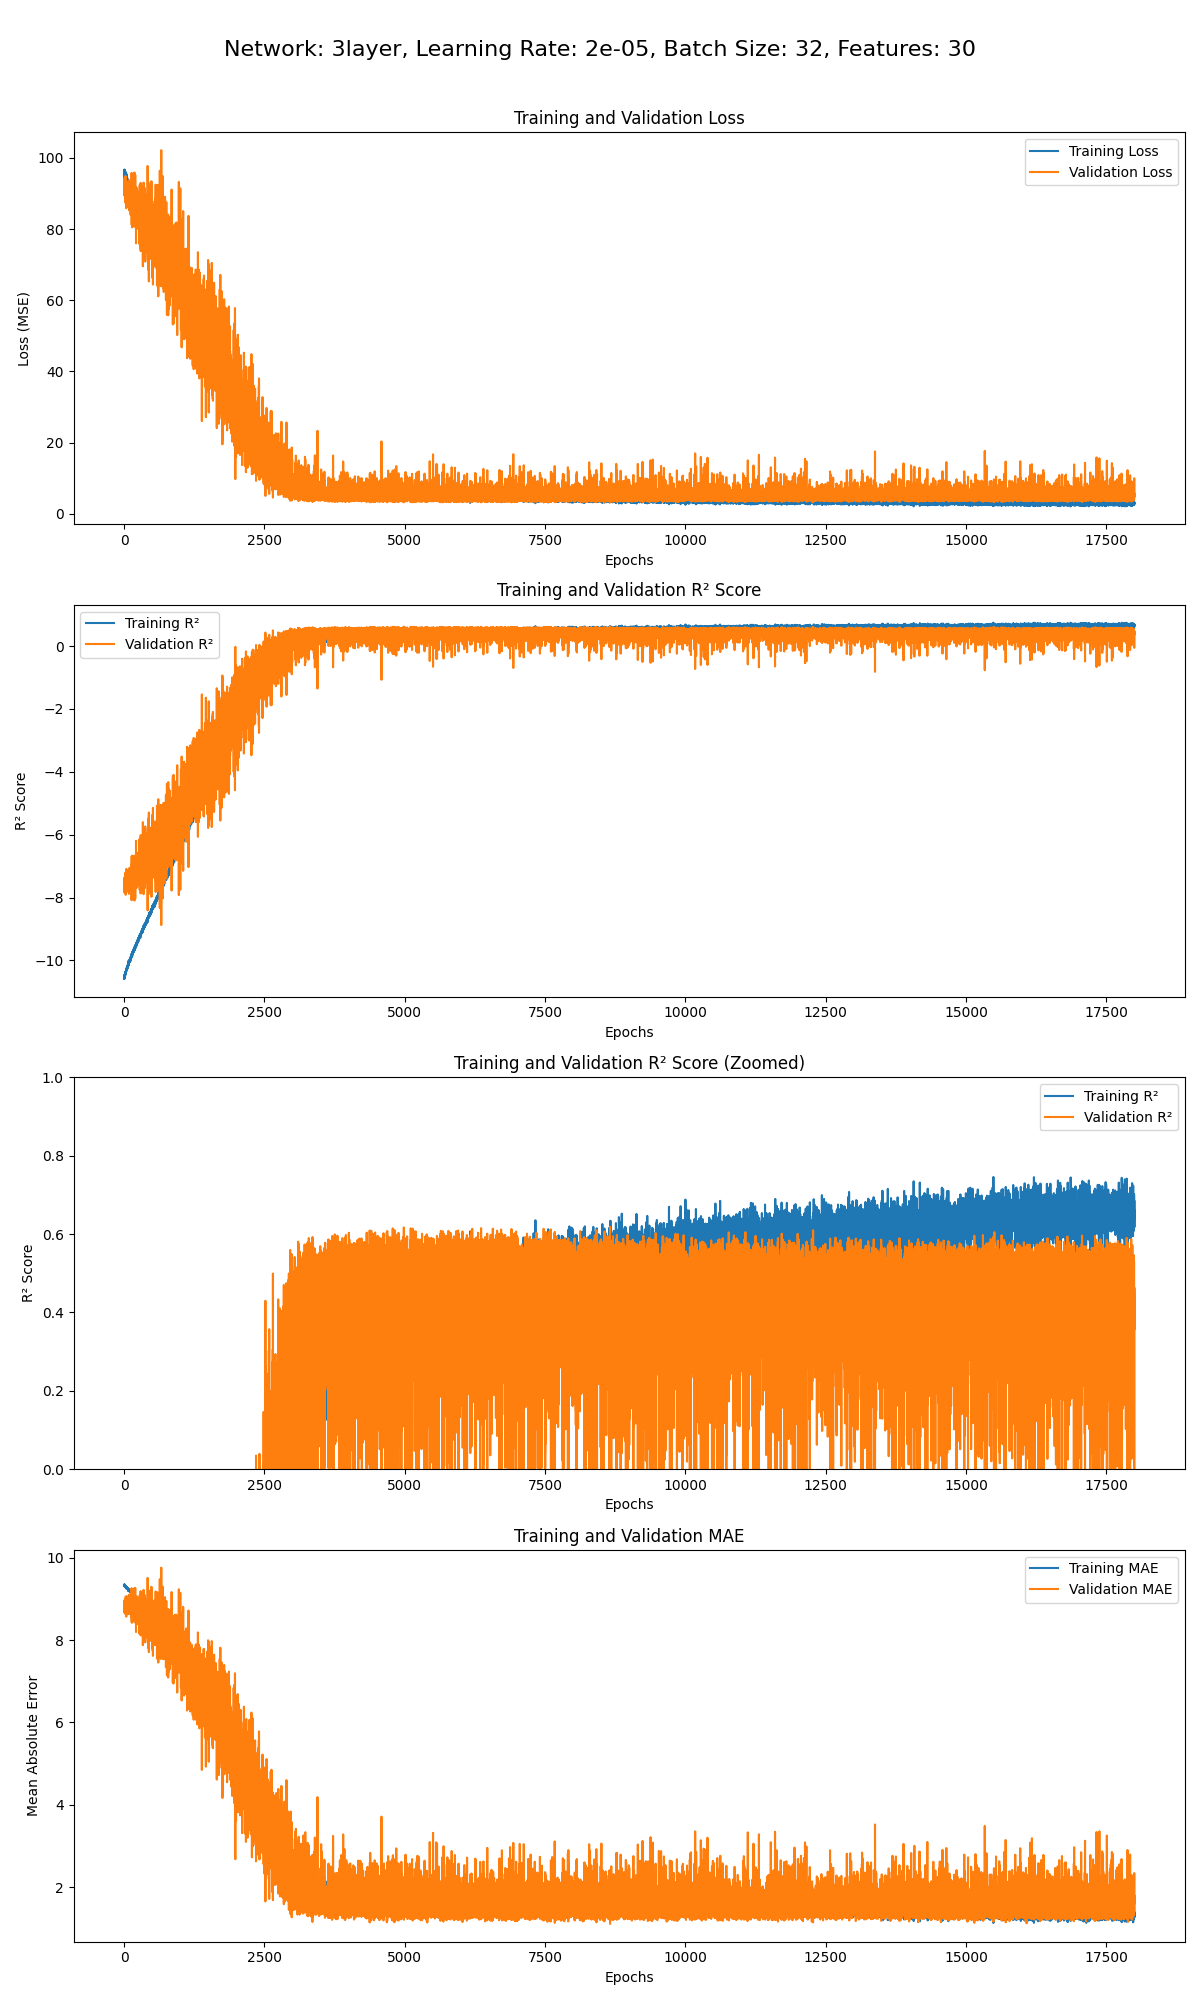 Network: 3layer, Learning Rate: 2e-05, Batch Size: 32, Features: 30
Training and Validation Loss
Training Loss
Validation Loss
100
80
60
40
20
0
Loss (MSE)
0 2500 5000 7500 10000 12500 15000 17500
Epochs
Training and Validation R² Score
Training R²
Validation R²
0
−2
−4
−6
−8
−10
R² Score
0 2500 5000 7500 10000 12500 15000 17500
Epochs
Training and Validation R² Score (Zoomed)
Training R²
Validation R²
1.0
0.8
0.6
0.4
0.2
0.0
R² Score
0 2500 5000 7500 10000 12500 15000 17500
Epochs
Training and Validation MAE
Training MAE
Validation MAE
10
8
6
4
2
Mean Absolute Error
0 2500 5000 7500 10000 12500 15000 17500
Epochs